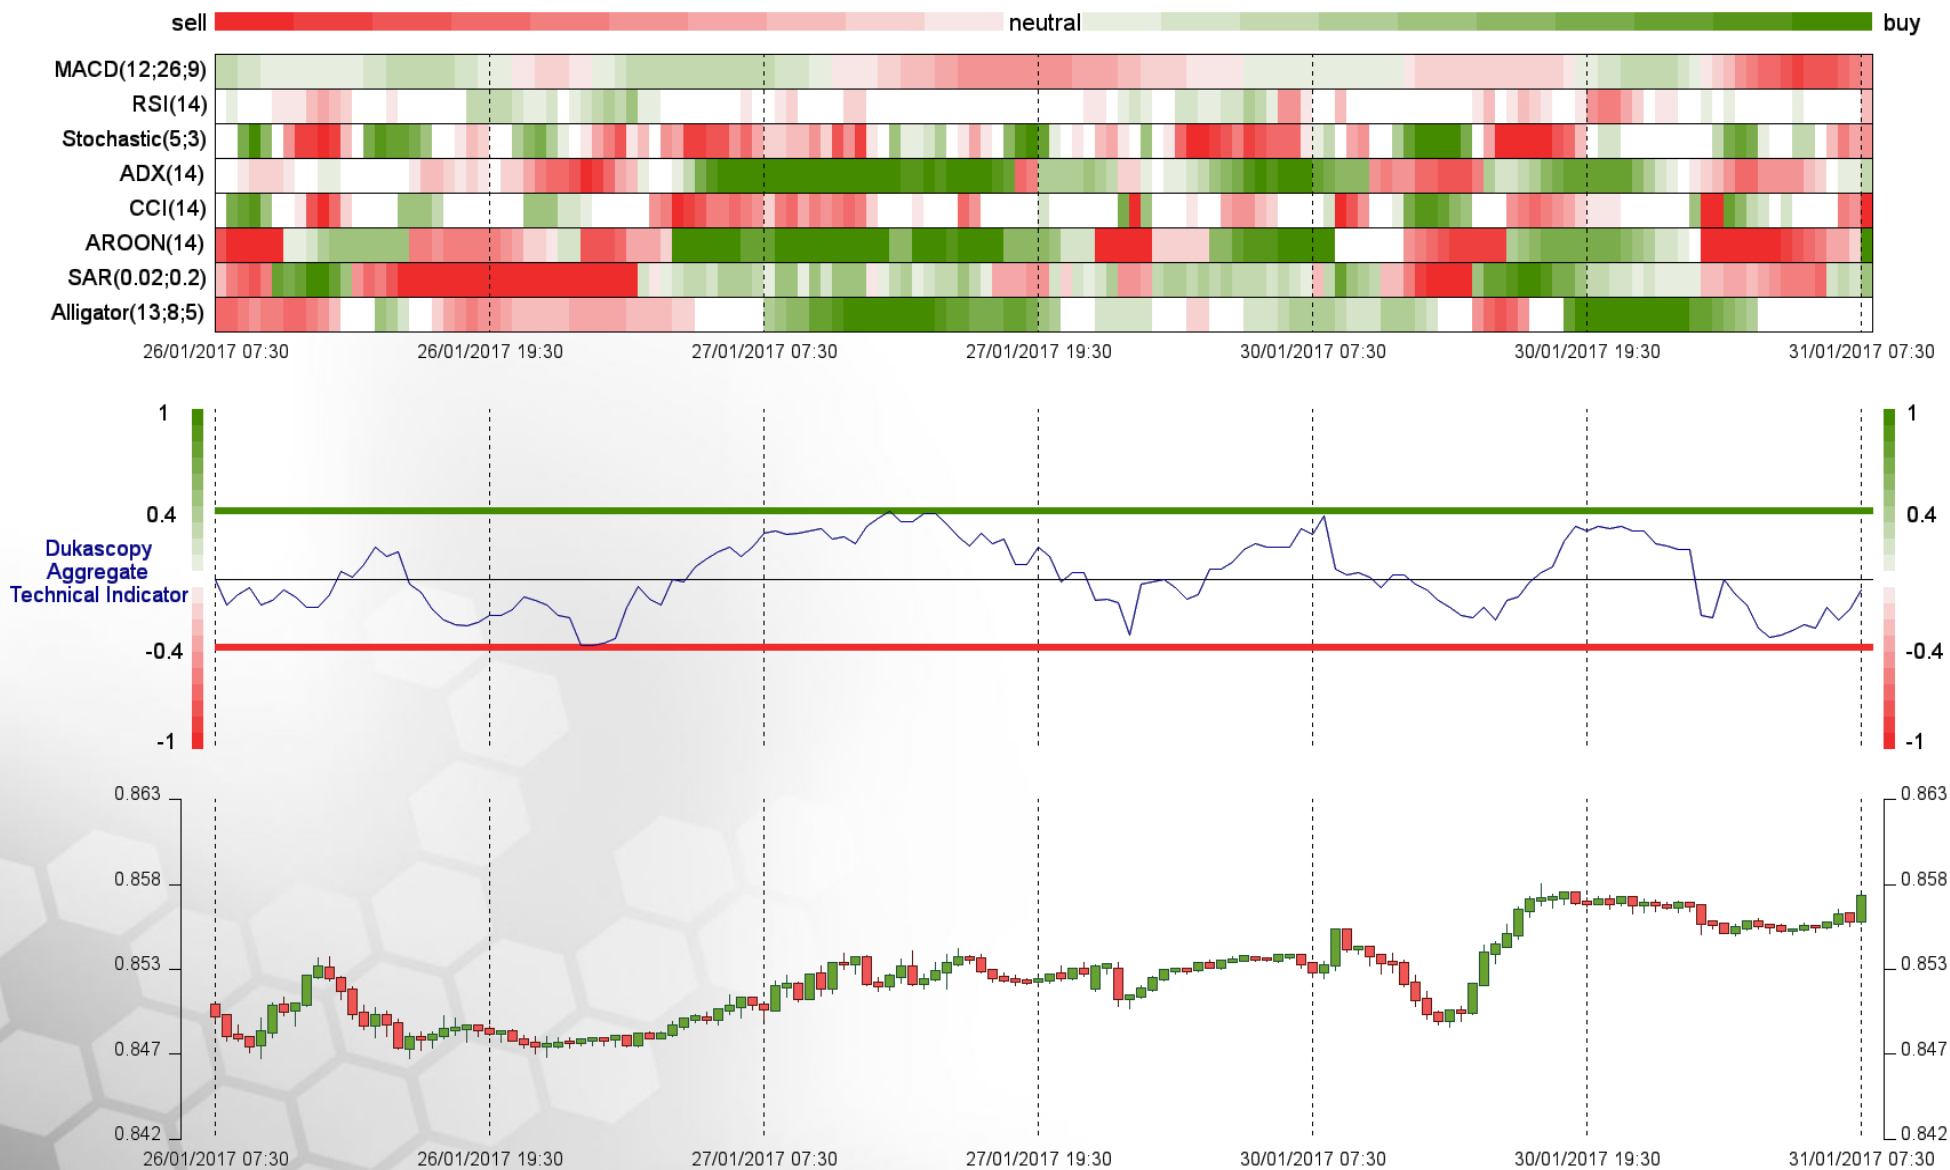 sell neutral buy
MACD(12;26;9)
RSI(14)
Stochastic(5;3)
ADX(14)
CCI(14)
AROON(14)
SAR(0.02;0.2)
Alligator(13;8;5)
26/01/2017 07:30 26/01/2017 19:30 27/01/2017 07:30 27/01/2017 19:30 30/01/2017 07:30 30/01/2017 19:30 31/01/2017 07:30
1 1
0.4 0.4
Dukascopy
Aggregate
Technical Indicator
-0.4 -0.4
-1 -1
0.863 0.863
0.858 0.858
0.853 0.853
0.847 0.847
0.842 0.842
26/01/2017 07:30 26/01/2017 19:30 27/01/2017 07:30 27/01/2017 19:30 30/01/2017 07:30 30/01/2017 19:30 31/01/2017 07:30